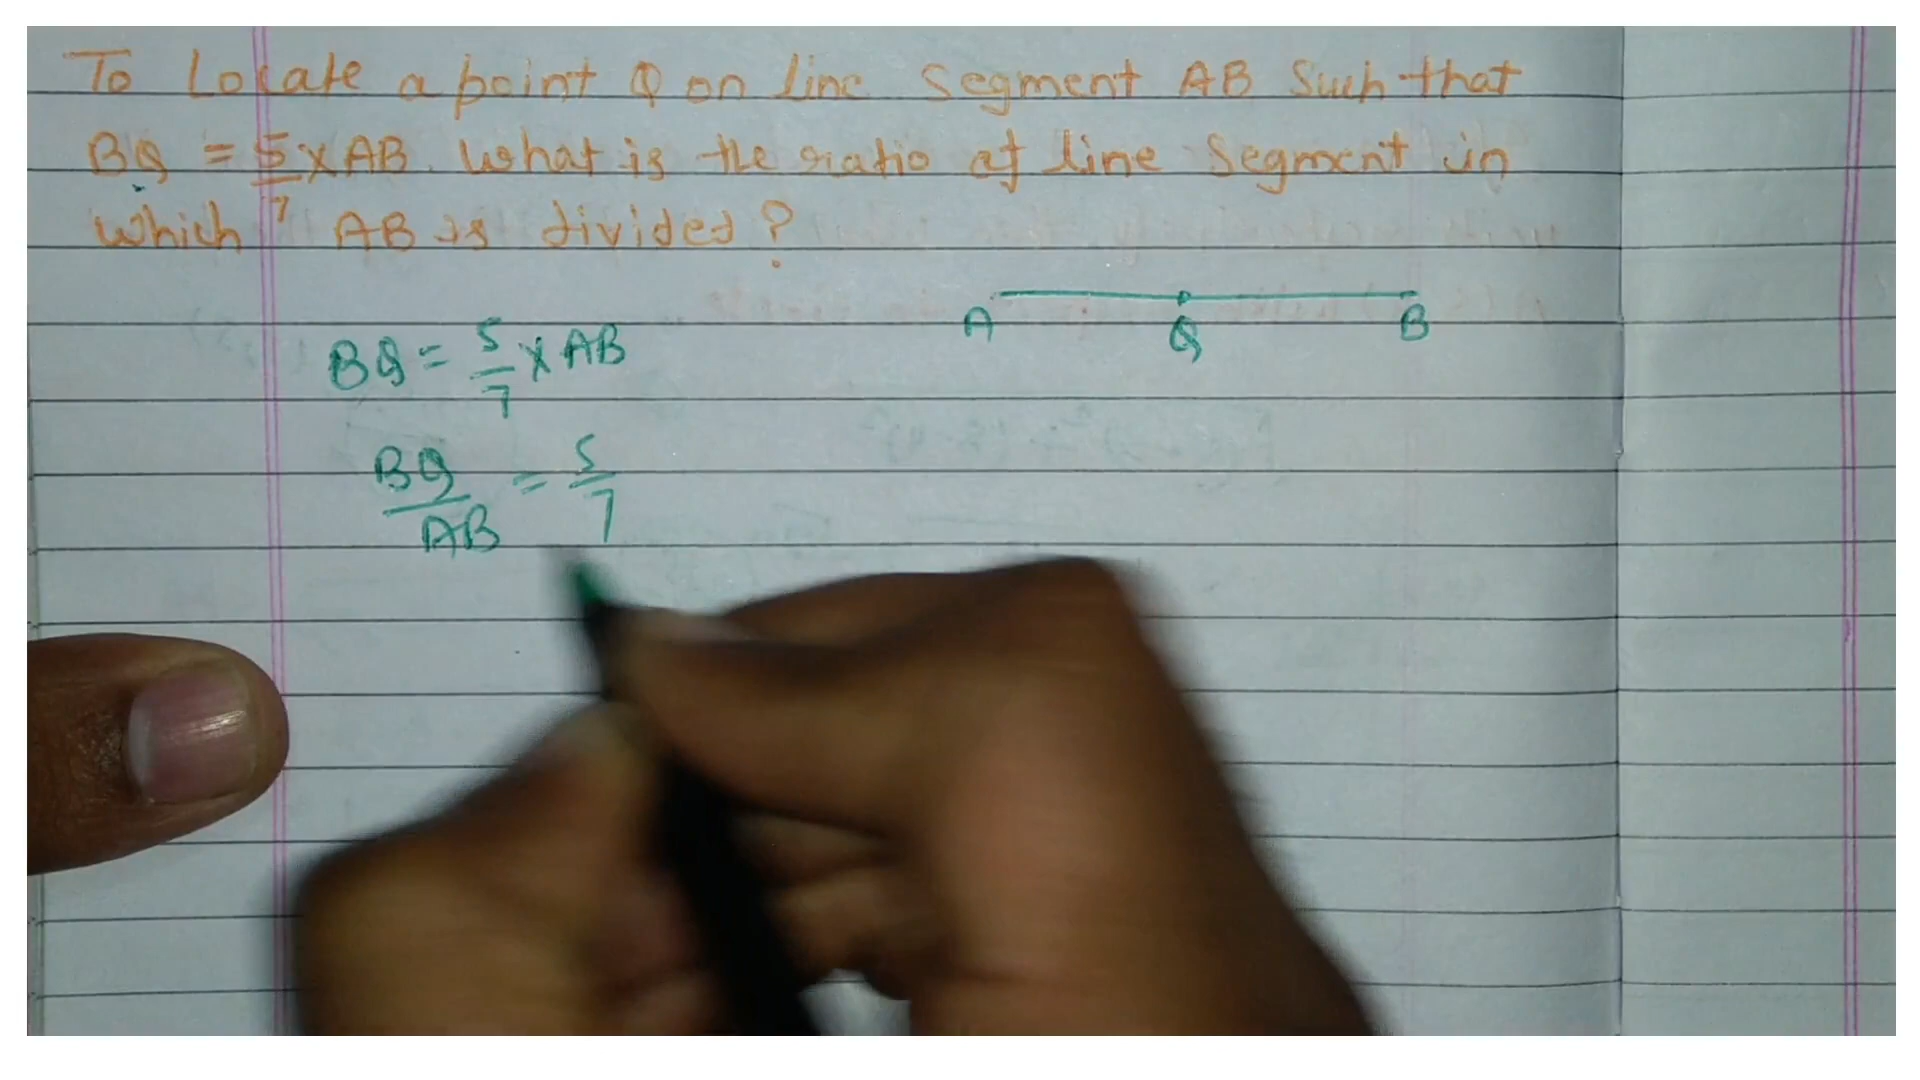 To Locate a point Q on line segment AB Such that
BQ = 5/7 X AB. What is the ratio of line segment in
which AB is divided?
A Q B
BQ = 5/7 X AB
BQ/AB = 5/7